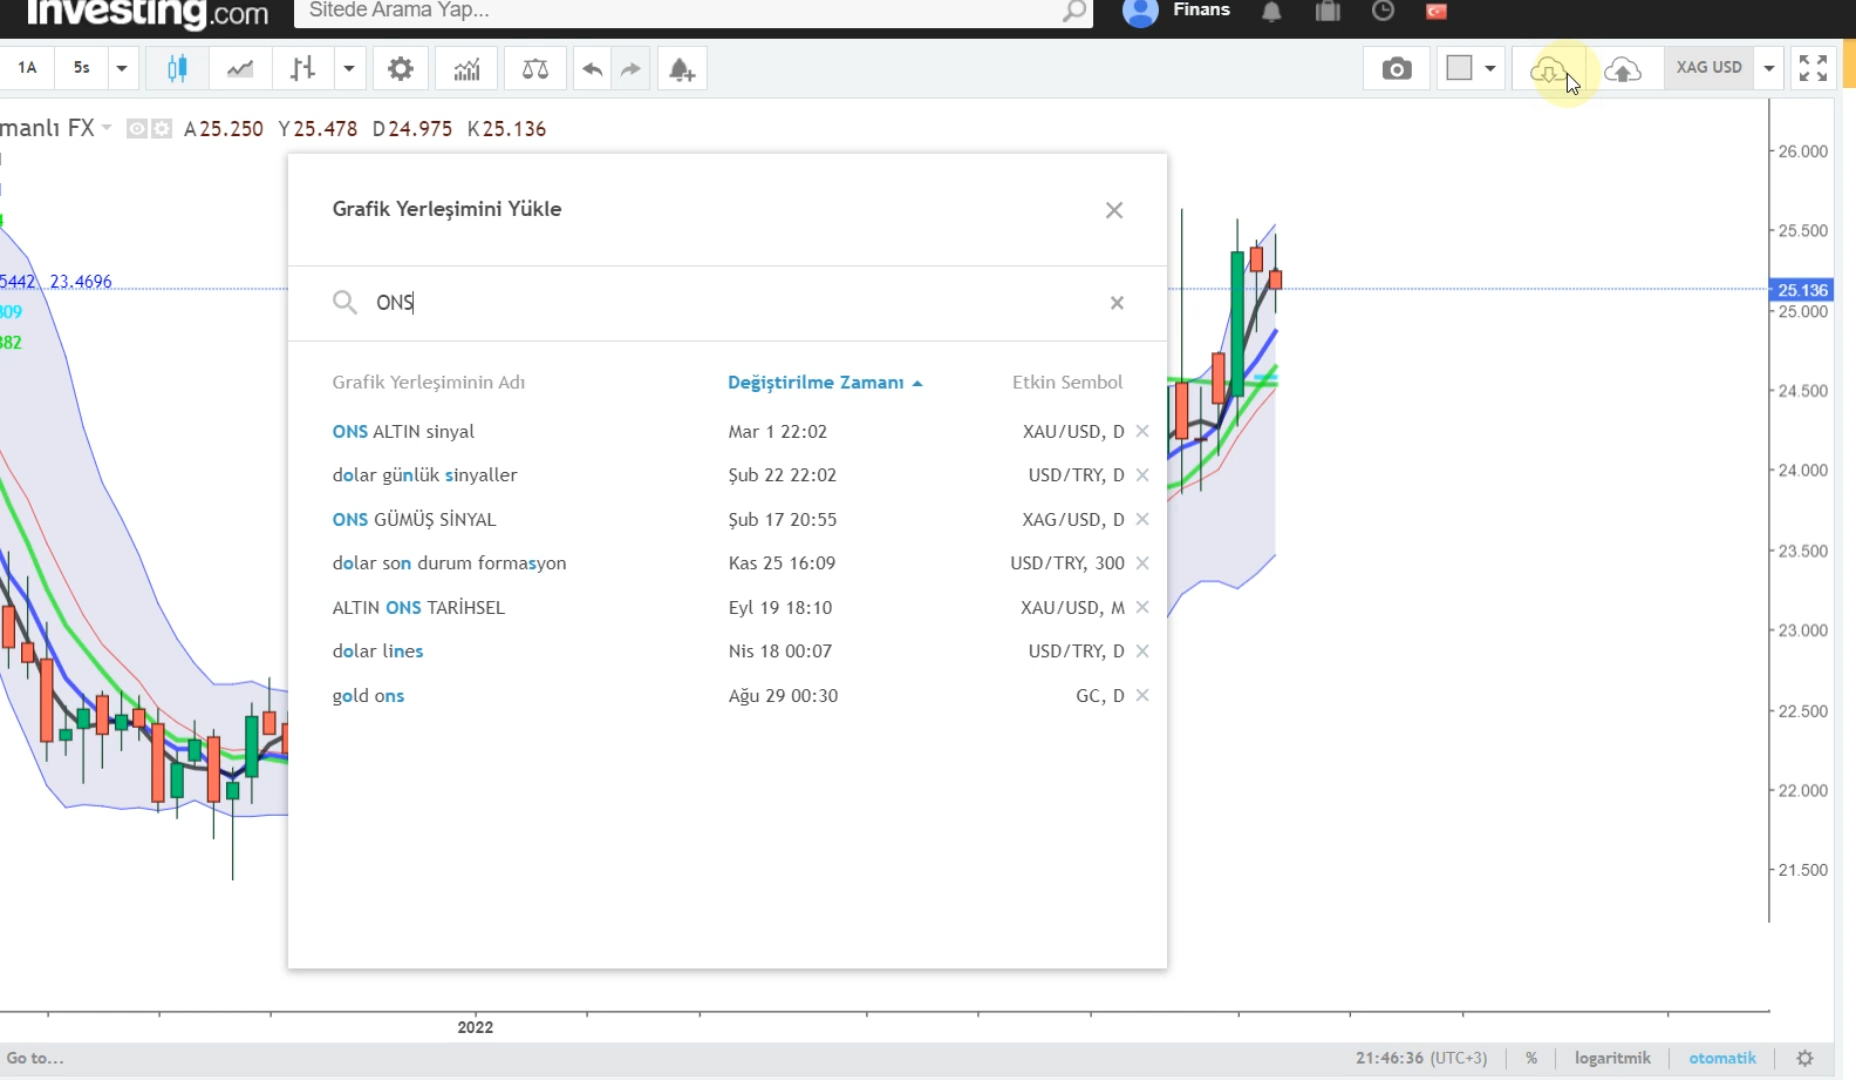 Investing.com
Sitede Arama Yap...
Finans
1A
5s
XAG USD
manlı FX
A25.250 Y25.478 D24.975 K25.136
5442 23.4696
309
382
Grafik Yerleşimini Yükle
ONS
Grafik Yerleşiminin Adı Değiştirilme Zamanı Etkin Sembol
ONS ALTIN sinyal Mar 1 22:02 XAU/USD, D
dolar günlük sinyaller Şub 22 22:02 USD/TRY, D
ONS GÜMÜŞ SİNYAL Şub 17 20:55 XAG/USD, D
dolar son durum formasyon Kas 25 16:09 USD/TRY, 300
ALTIN ONS TARİHSEL Eyl 19 18:10 XAU/USD, M
dolar lines Nis 18 00:07 USD/TRY, D
gold ons Ağu 29 00:30 GC, D
26.000
25.500
25.136
25.000
24.500
24.000
23.500
23.000
22.500
22.000
21.500
2022
Go to...
21:46:36 (UTC+3)
%
logaritmik
otomatik